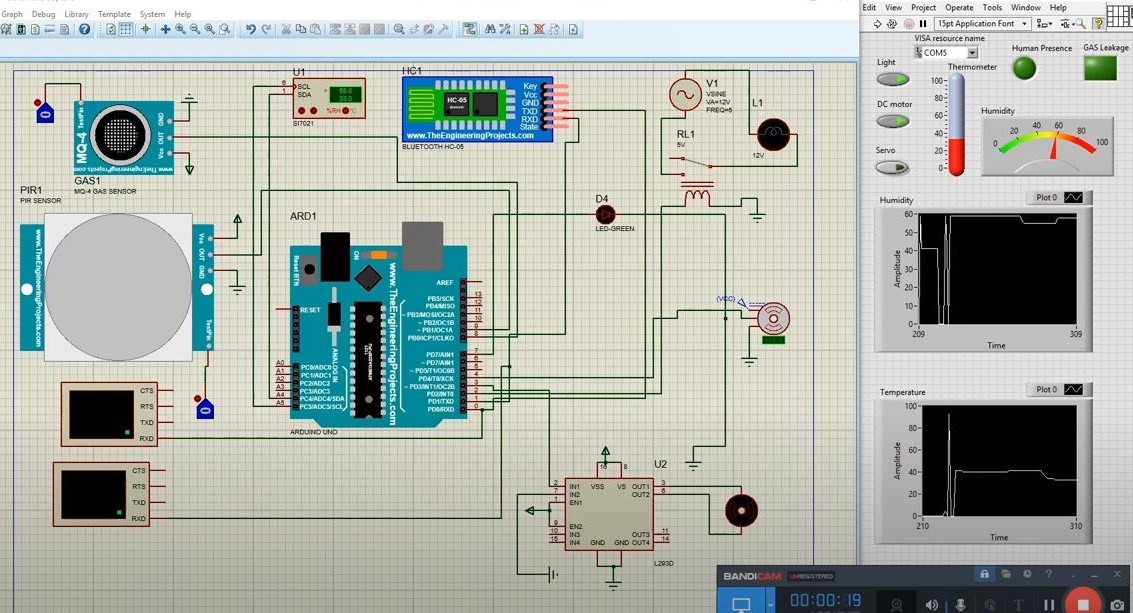 Graph Debug Library Template System Help
Edit View Project Operate Tools Window Help
15pt Application Font
VISA resource name
COM5
Human Presence
GAS Leakage
Light
Thermometer
DC motor
Servo
100
80
60
40
20
0
Humidity
0 20 40 60 80 100
Plot 0
Humidity
Amplitude
60
50
40
30
20
10
0
209 309
Time
Plot 0
Temperature
Amplitude
100
80
60
40
20
0
210 310
Time
0
TestPin
MQ-4
GND
OUT
Vcc
www.TheEngineeringProjects.com
GAS1
MQ-4 GAS SENSOR
PIR1
PIR SENSOR
www.TheEngineeringProjects.com
Vcc
OUT
GND
TestPin
0
U1
6
1
SCL
SDA
%RH
°C
SI7021
HC1
HC-05
Bluetooth
Key
Vcc
GND
TXD
RXD
State
www.TheEngineeringProjects.com
BLUETOOTH HC-05
V1
VSINE
VA=12V
FREQ=5
L1
12V
RL1
5V
D4
LED-GREEN
(VCC)
ARD1
Reset BTN
ON
RESET
ANALOG IN
www.TheEngineeringProjects.com
AREF
13
12
11
10
9
8
PB5/SCK
PB4/MISO
~ PB3/MOSI/OC2A
~ PB2/OC1B
~ PB1/OC1A
PB0/ICP1/CLKO
7
6
5
4
3
2
1
0
PD7/AIN1
~ PD6/AIN0
~ PD5/T1/OC0B
PD4/T0/XCK
~ PD3/INT1/OC2B
PD2/INT0
PD1/TXD
PD0/RXD
A0
A1
A2
A3
A4
A5
PC0/ADC0
PC1/ADC1
PC2/ADC2
PC3/ADC3
PC4/ADC4/SDA
PC5/ADC5/SCL
ARDUINO UNO
CTS
RTS
TXD
RXD
CTS
RTS
TXD
RXD
U2
16
8
2
7
1
9
10
15
IN1
IN2
EN1
EN2
IN3
IN4
VSS
VS
OUT1
OUT2
OUT3
OUT4
GND GND
3
6
11
14
L293D
BANDICAM UNREGISTERED
00:00:19